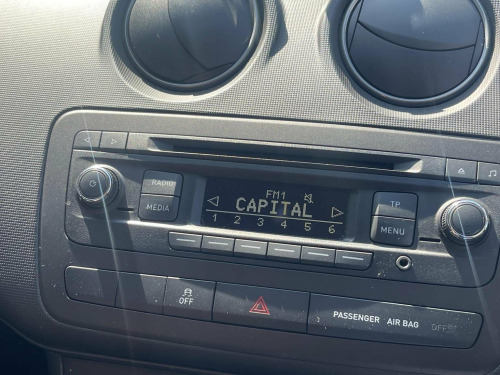 RADIO
MEDIA
FM1
CAPITAL
1 2 3 4 5 6
TP
MENU
OFF
PASSENGER AIR BAG OFF